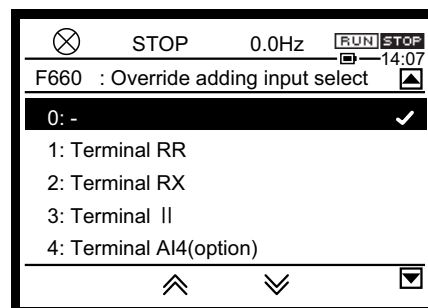 STOP 0.0Hz RUN STOP
14:07
F660 : Override adding input select
0: -
1: Terminal RR
2: Terminal RX
3: Terminal II
4: Terminal AI4(option)